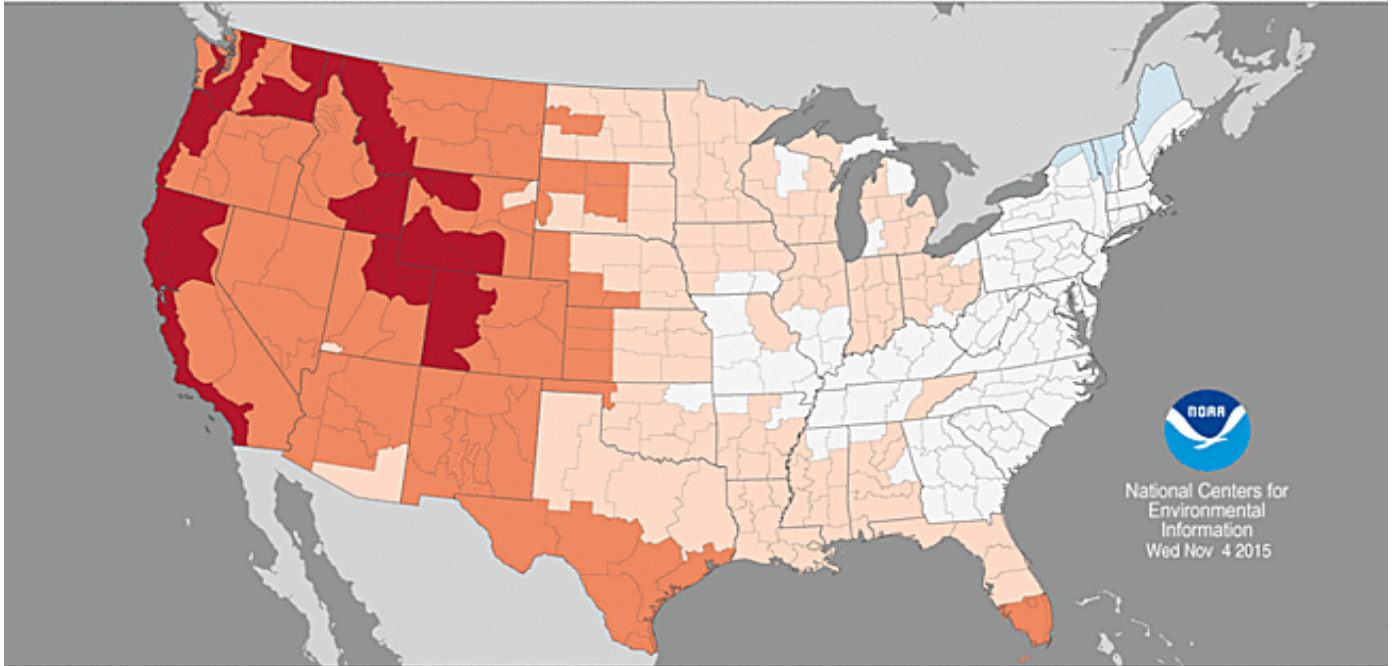 NOAA
National Centers for
Environmental
Information
Wed Nov 4 2015